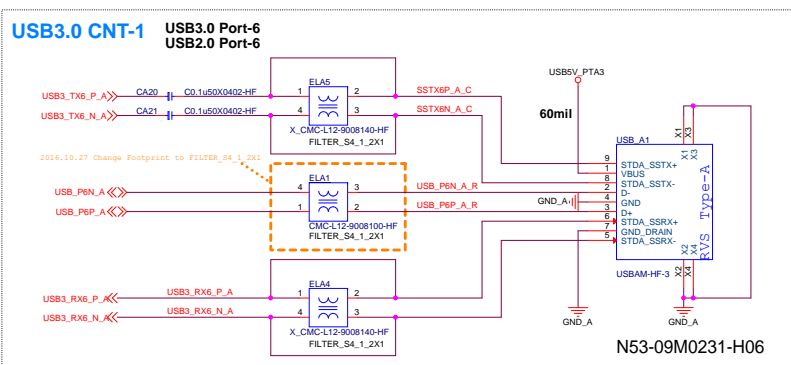 USB3.0 CNT-1
USB3.0 Port-6
USB2.0 Port-6
USB3_TX6_P_A
CA20
C0.1u50X0402-HF
ELA5
1
2
SSTX6P_A_C
USB3_TX6_N_A
CA21
C0.1u50X0402-HF
4
3
SSTX6N_A_C
X_CMC-L12-9008140-HF
FILTER_S4_1_2X1
USB5V_PTA3
60mil
2016.10.27 Change Footprint to FILTER_S4_1_2X1
USB_P6N_A
ELA1
4
3
USB_P6N_A_R
USB_P6P_A
1
2
USB_P6P_A_R
CMC-L12-9008100-HF
FILTER_S4_1_2X1
GND_A
USB_A1
X1
X3
X1
X3
9
STDA_SSTX+
1
VBUS
8
STDA_SSTX-
2
D-
4
GND
3
D+
6
STDA_SSRX+
7
GND_DRAIN
5
STDA_SSRX-
RVS Type-A
X2
X4
X2
X4
USBAM-HF-3
USB3_RX6_P_A
USB3_RX6_P_A
ELA4
1
2
USB3_RX6_N_A
USB3_RX6_N_A
4
3
X_CMC-L12-9008140-HF
FILTER_S4_1_2X1
GND_A
GND_A
N53-09M0231-H06